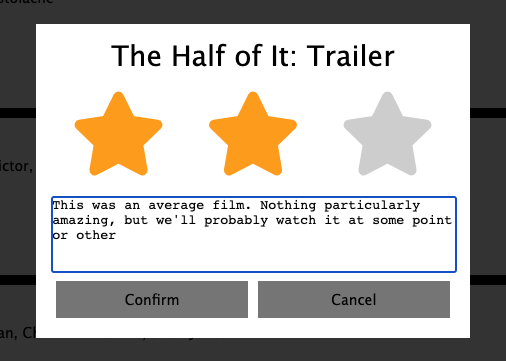 The Half of It: Trailer
This was an average film. Nothing particularly
amazing, but we'll probably watch it at some point
or other
Confirm
Cancel